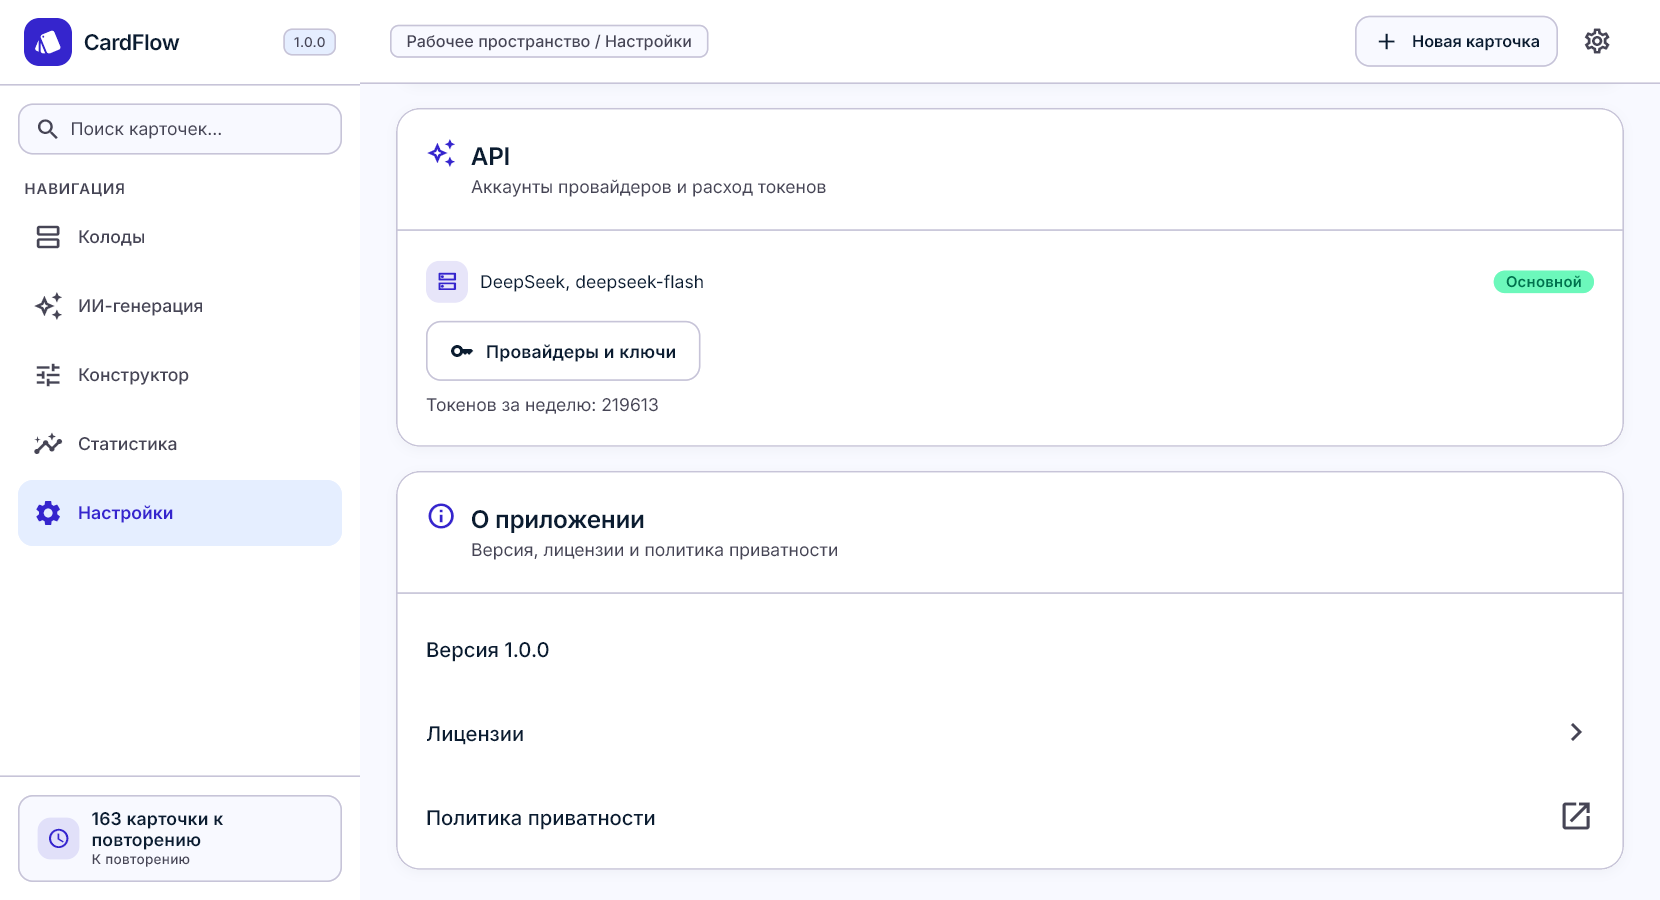 CardFlow
1.0.0
Поиск карточек...
НАВИГАЦИЯ
Колоды
ИИ-генерация
Конструктор
Статистика
Настройки
163 карточки к
повторению
К повторению
Рабочее пространство / Настройки
Новая карточка
API
Аккаунты провайдеров и расход токенов
DeepSeek, deepseek-flash
Основной
Провайдеры и ключи
Токенов за неделю: 219613
О приложении
Версия, лицензии и политика приватности
Версия 1.0.0
Лицензии
Политика приватности